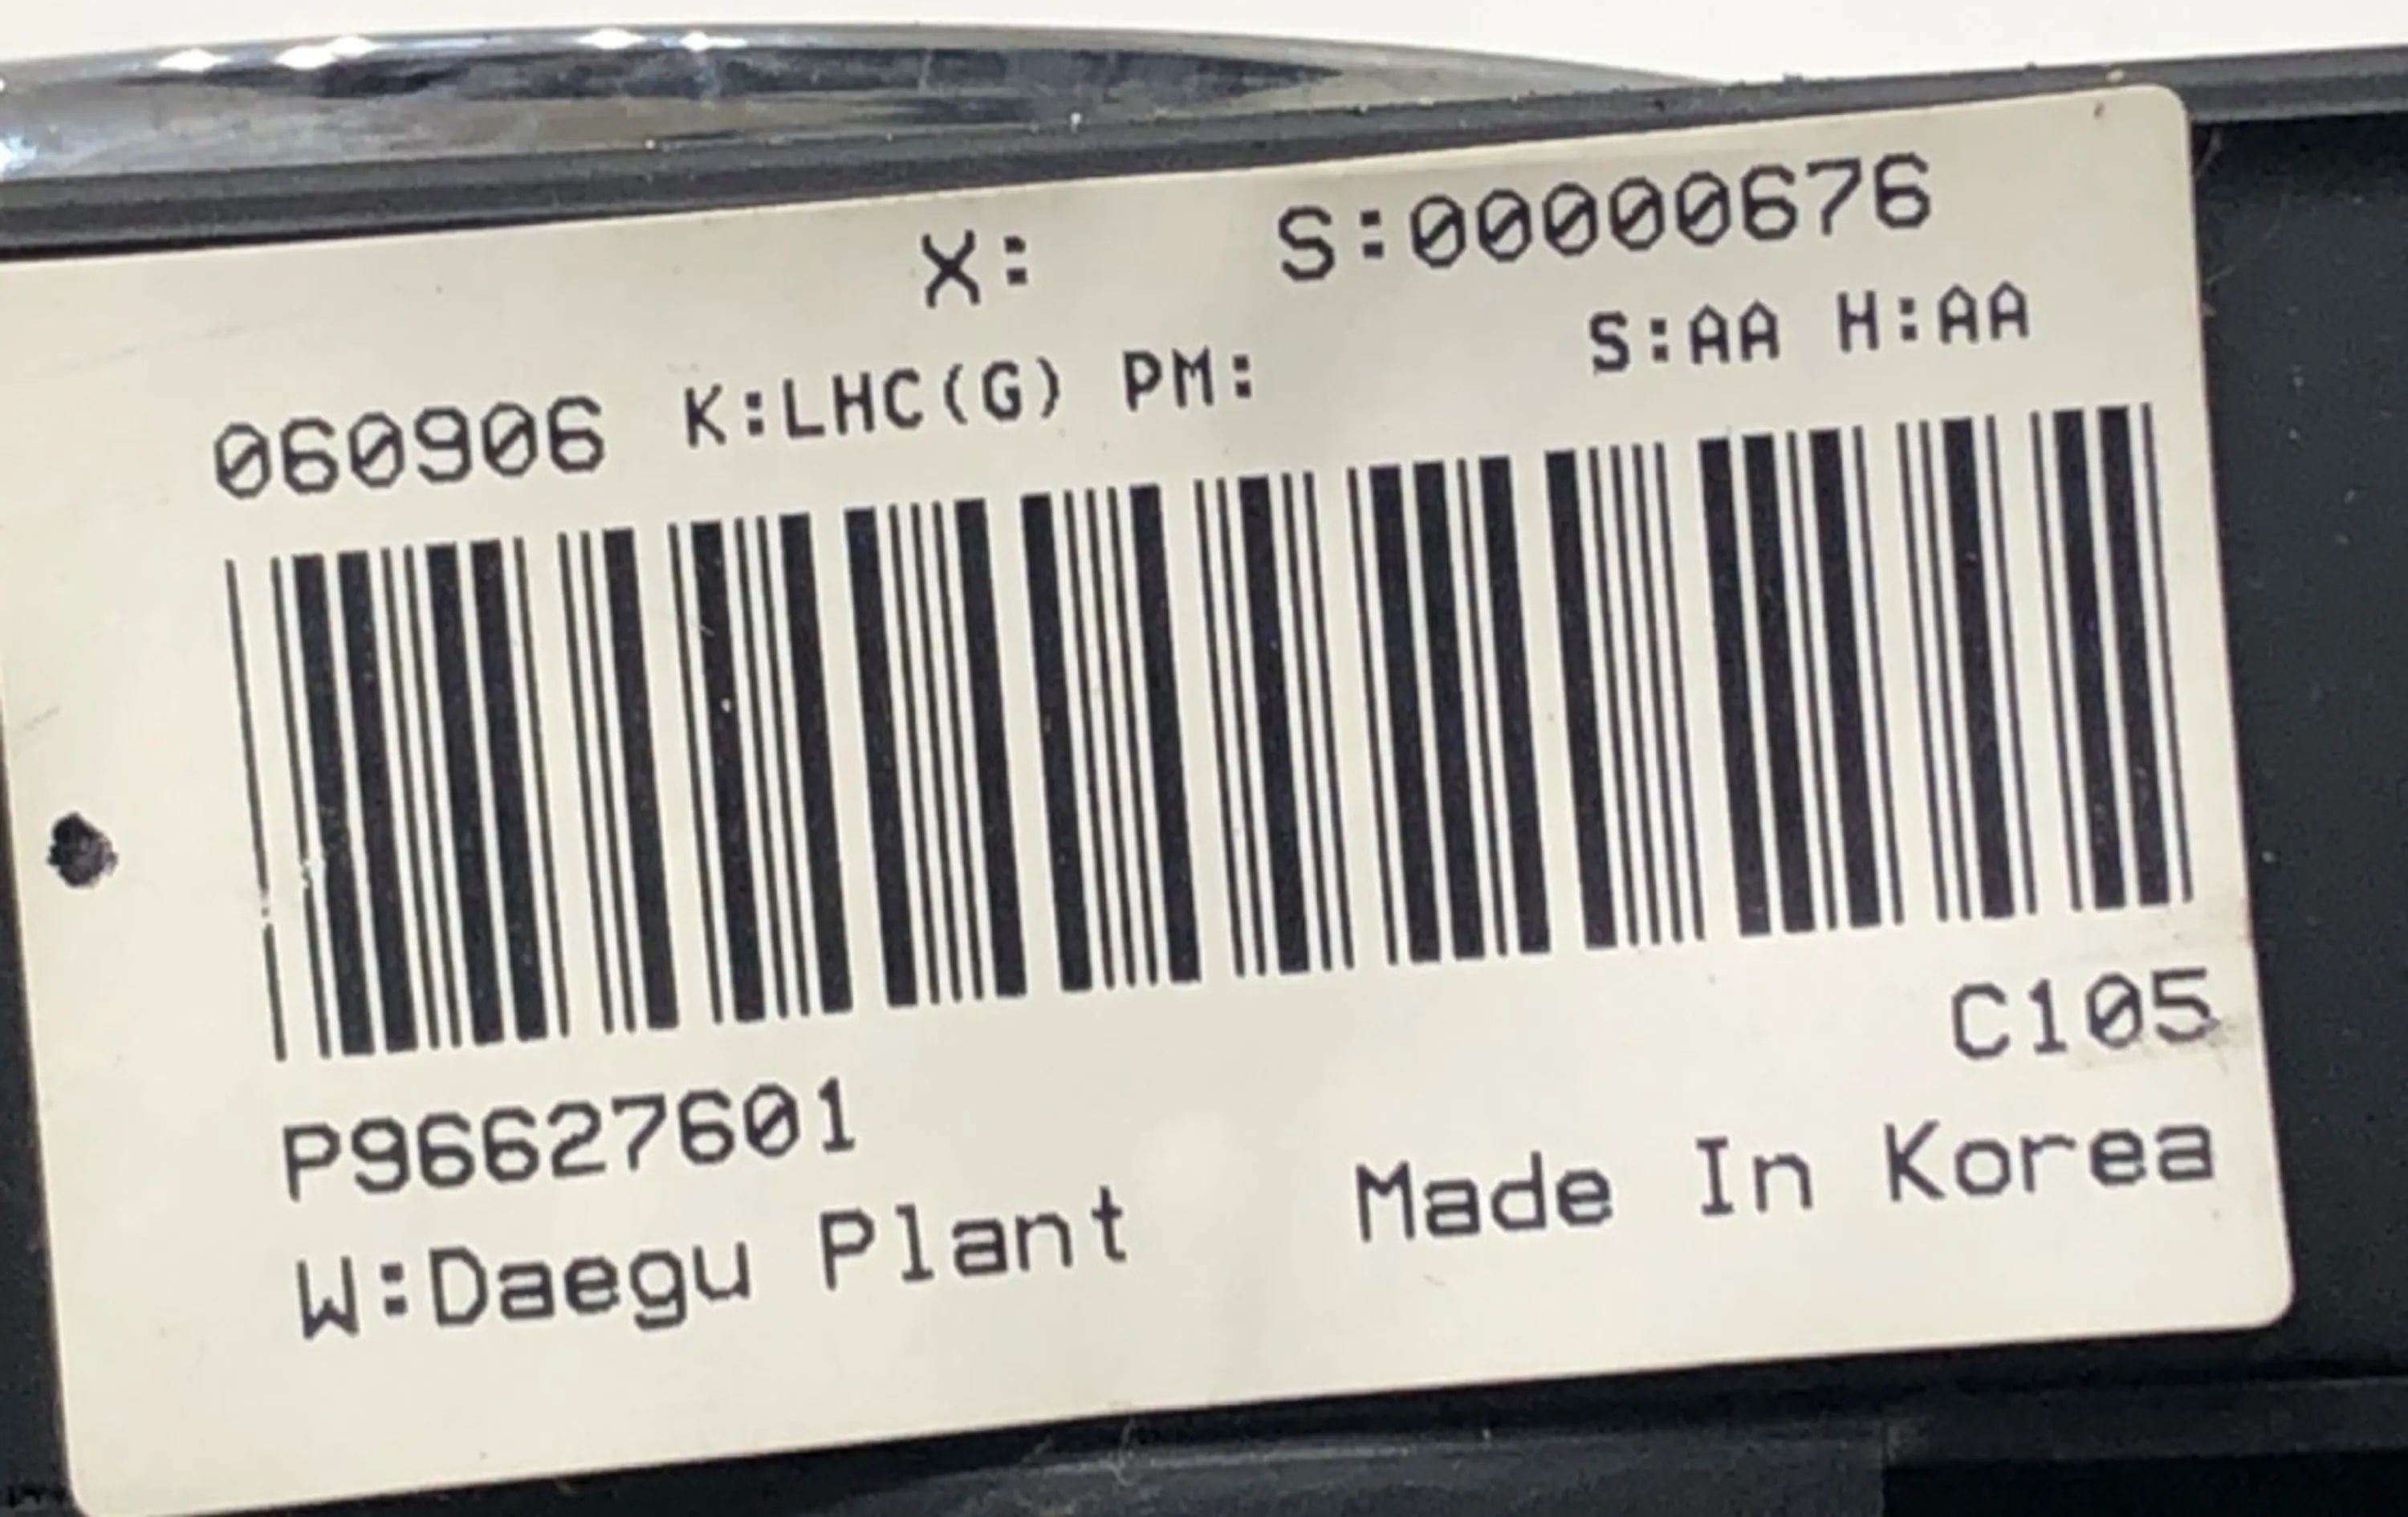 X: S:00000676
060906 K:LHC(G) PM: S:AA H:AA
C105
P96627601
W:Daegu Plant Made In Korea